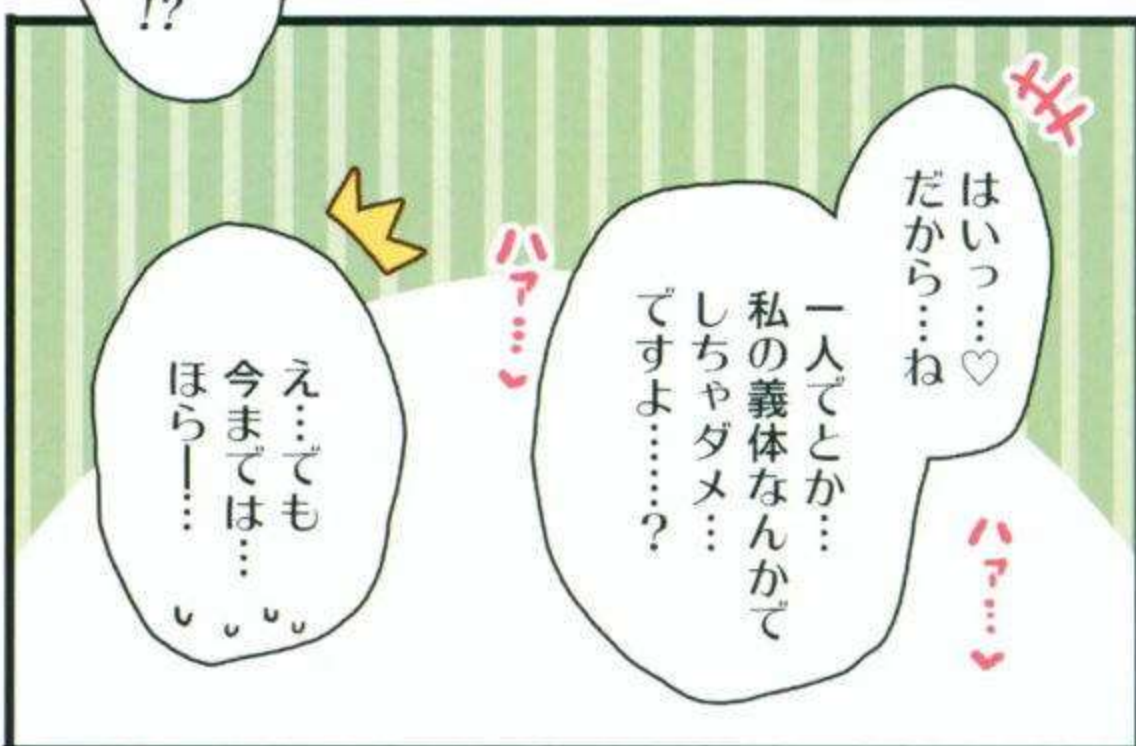 !?
はいっ…♡
だから…ね
一人でとか…
私の義体なんかで
しちゃダメ…
ですよ………?
ハァ…
ハァ…
え…でも
今までは…
ほらー…